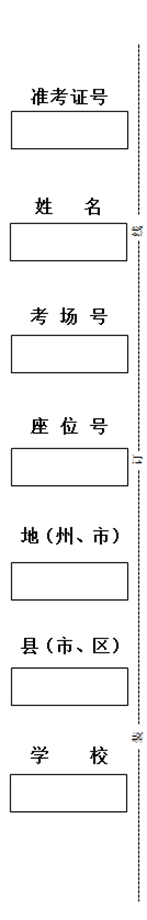 准考证号
姓 名
考 场 号
座 位 号
地（州、市）
县（市、区）
学 校
装
订
线